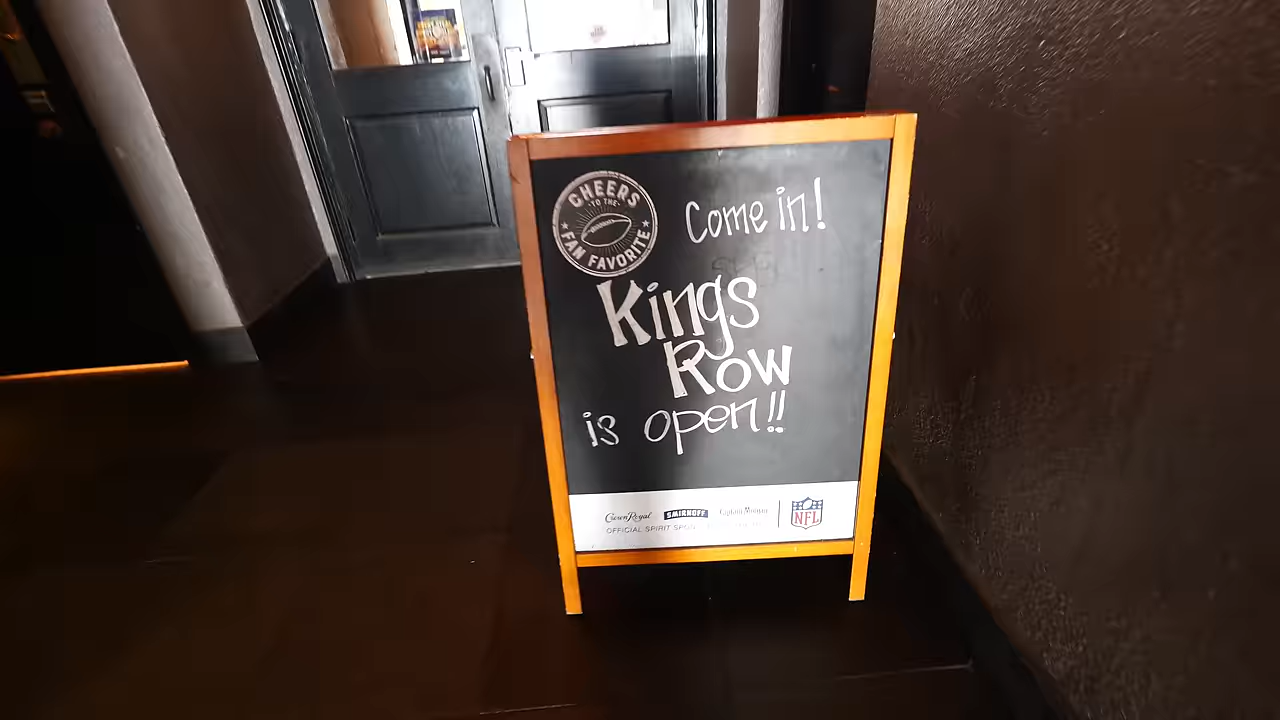 CHEERS
-TO THE-
FAN FAVORITE
Come in!
Kings
Row
is open!!
Crown Royal SMIRNOFF Captain Morgan NFL
OFFICIAL SPIRIT